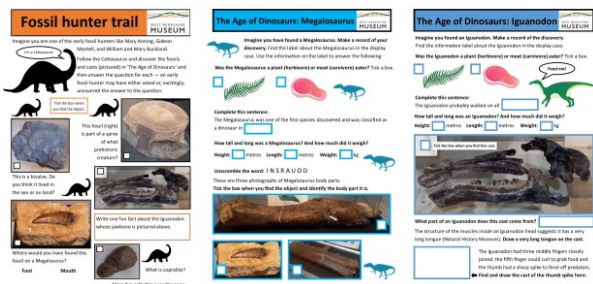 Fossil hunter trail
WEST BERKSHIRE
MUSEUM
Imagine you are one of the early fossil hunters like Mary Anning, Gideon
Mantell, and William and Mary Buckland.
I'm a Cetiosaurus
Follow the Cetiosaurus and discover the fossils
and casts (pictured) in 'The Age of Dinosaurs' and
then answer the question for each — an early
fossil hunter may have either asked or, excitingly,
uncovered the answer to the question.
Tick the box when
you find the object.
This fossil (right)
is part of a spine
of what
prehistoric
creature?
This is a bivalve. Do
you think it lived in
the sea or on land?
Write one fun fact about the Iguanodon
whose jawbone is pictured above.
Where would you have found this
fossil on a Megalosaurus?
Foot Mouth
What is coprolite?
The Age of Dinosaurs: Megalosaurus
WEST BERKSHIRE
MUSEUM
Imagine you have found a Megalosaurus. Make a record of your
discovery. Find the label about the Megalosaurus in the display
case. Use the information on the label to answer the following:
Was the Megalosaurus a plant (herbivore) or meat (carnivore) eater? Tick a box.
Complete this sentence:
The Megalosaurus was one of the first species discovered and was classified as
a dinosaur in
How tall and long was a Megalosaurus? And how much did it weigh?
Height: metres Length: metres Weight: kg
Unscramble the word: I N S R A U D D
These are three photographs of Megalosaurus body parts.
Tick the box when you find the object and identify the body part it is.
The Age of Dinosaurs: Iguanodon
WEST BERKSHIRE
MUSEUM
Imagine you found an Iguanodon. Make a record of your discovery.
Find the information label about the Iguanodon in the display case.
Was the Iguanodon a plant (herbivore) or meat (carnivore) eater? Tick a box.
Feed me!
Complete this sentence:
The Iguanodon probably walked on all
How tall and long was an Iguanodon? And how much did it weigh?
Height: metres Length: metres Weight: kg
Tick the box when you find this cast.
What part of an Iguanodon does this cast come from?
The structure of the muscles inside an Iguanodon head suggests it has a very
long tongue (Natural History Museum). Draw a very long tongue on the cast.
The Iguanodon had three middle fingers closely
joined, the fifth finger could curl to grab food and
the thumb had a sharp spike to fend off predators.
Find and draw the cast of the thumb spike here.